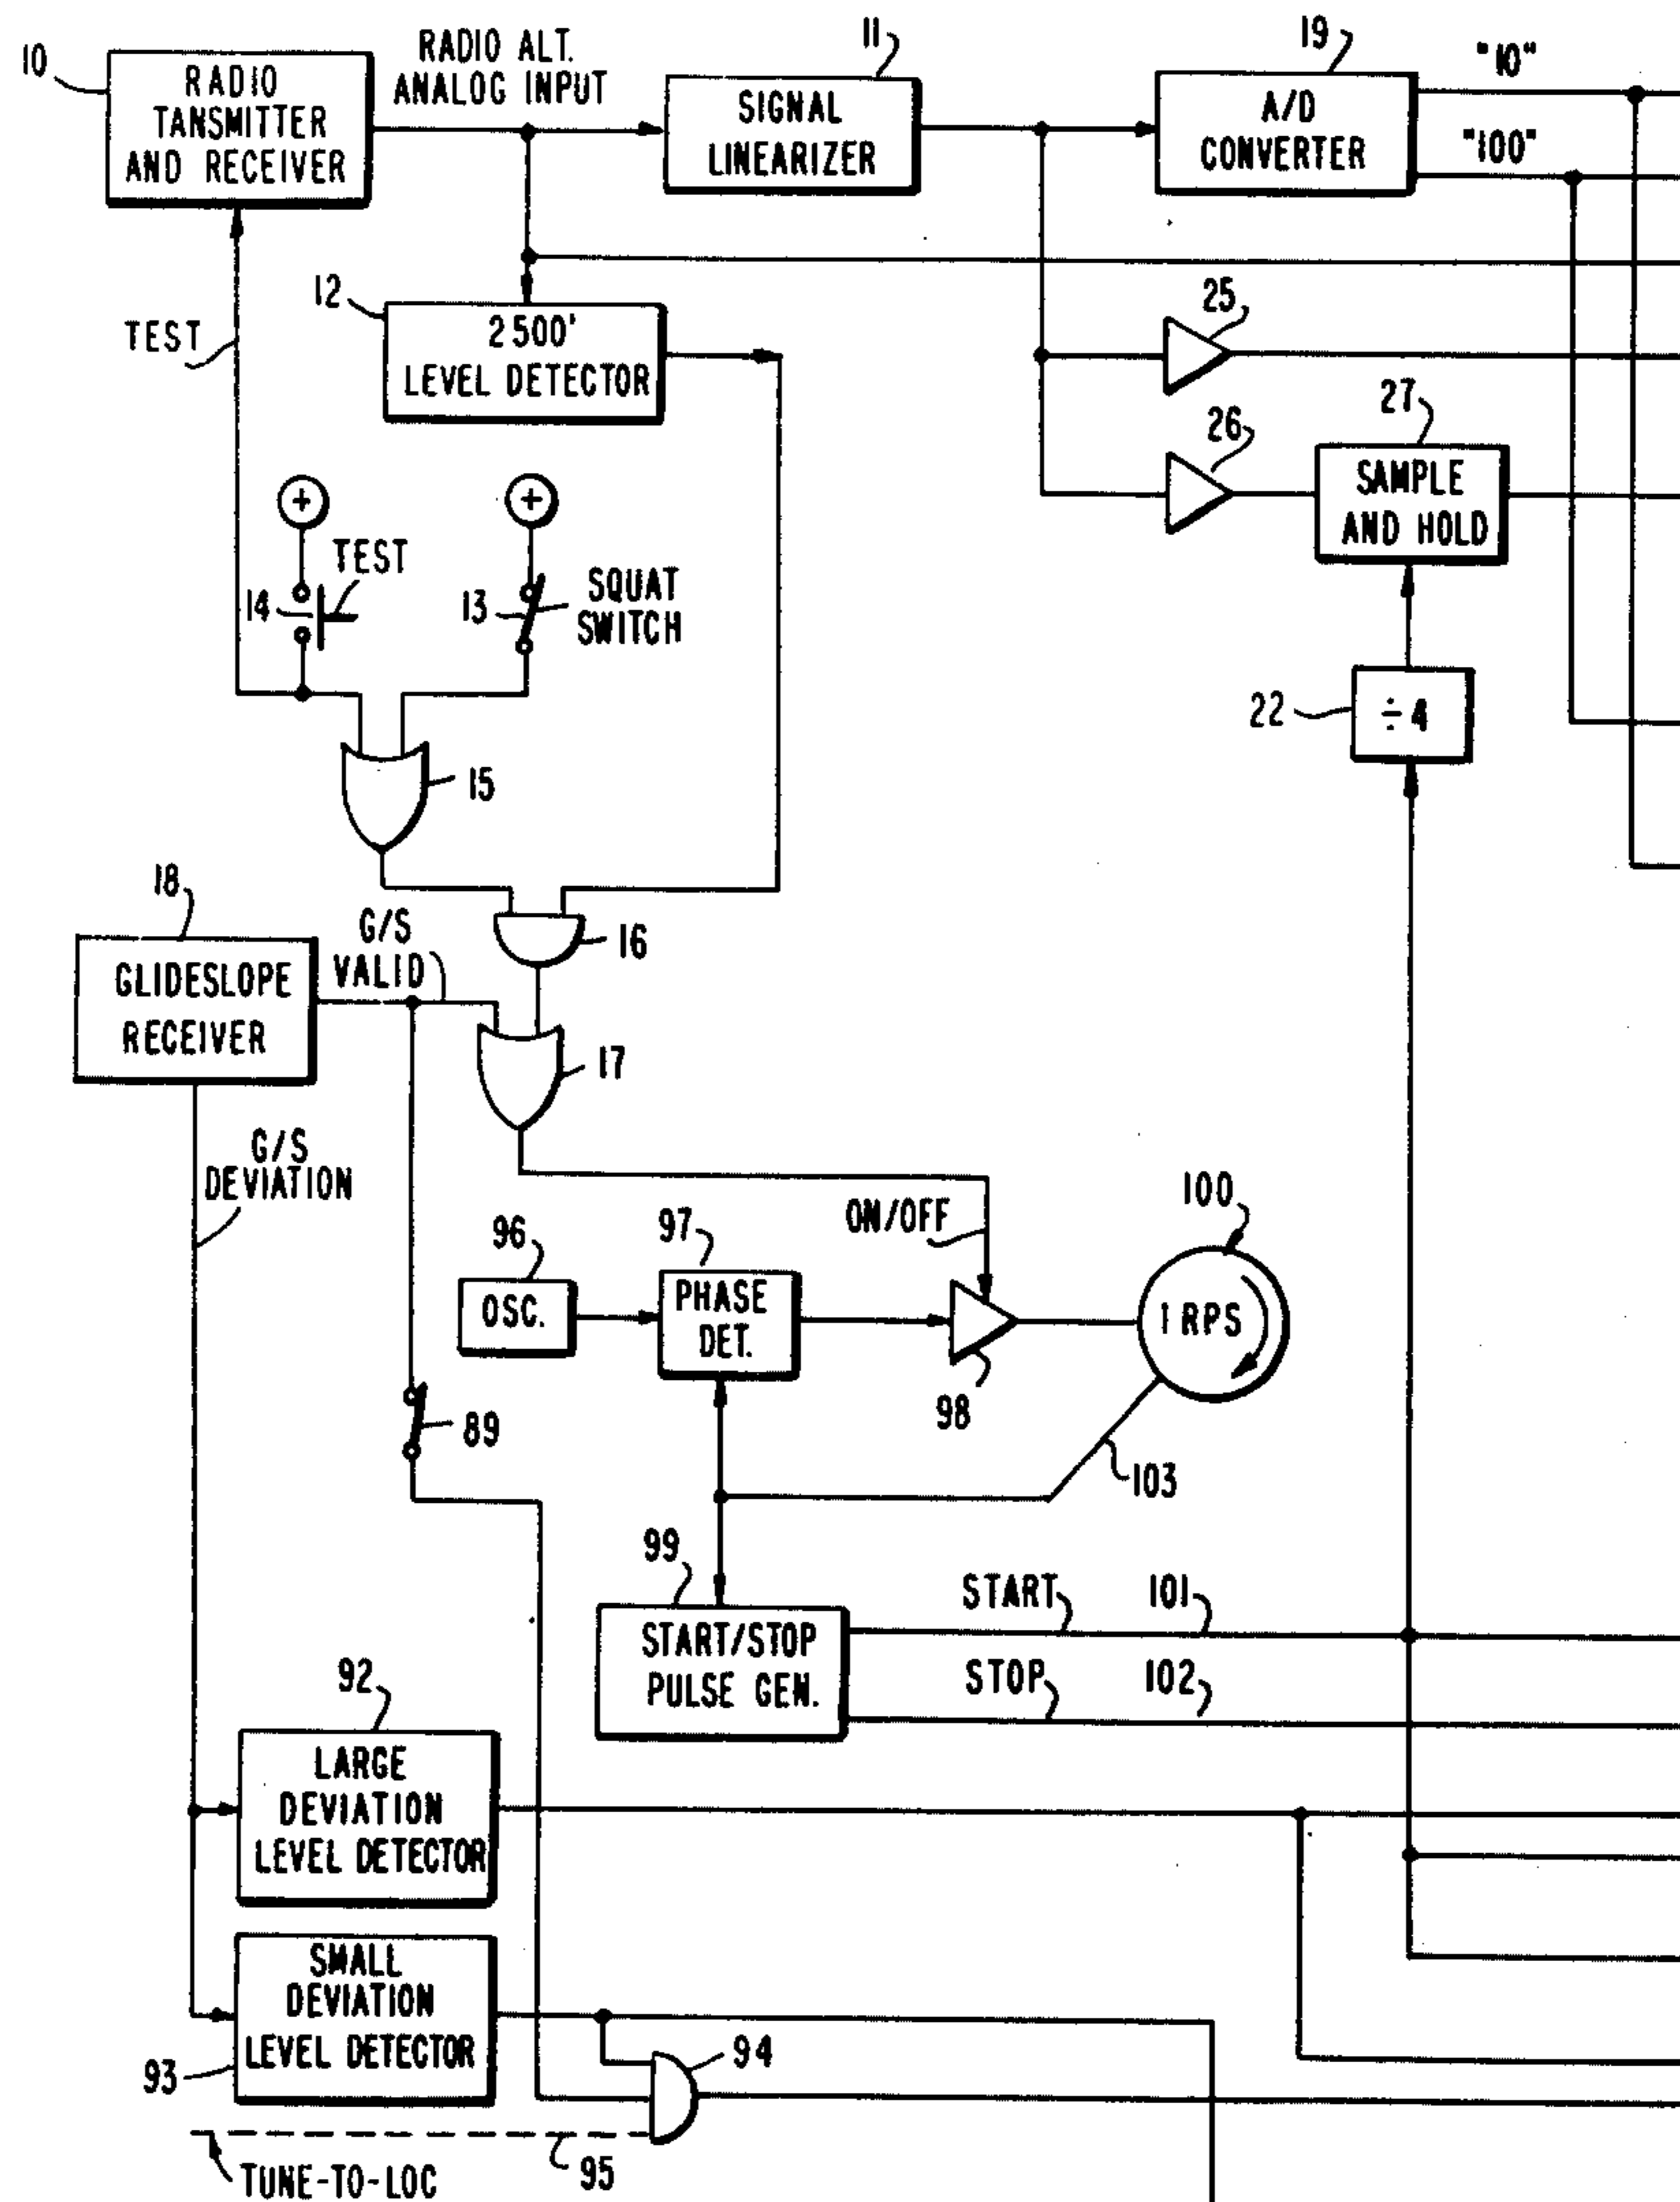 10
RADIO
TANSMITTER
AND RECEIVER
RADIO ALT.
ANALOG INPUT
11
SIGNAL
LINEARIZER
19
A/D
CONVERTER
"10"
"100"
TEST
12
2500'
LEVEL DETECTOR
25
26
27
SAMPLE
AND HOLD
+
+
14
TEST
13
SQUAT
SWITCH
22
÷4
15
16
18
GLIDESLOPE
RECEIVER
G/S
VALID
17
G/S
DEVIATION
96
OSC.
97
PHASE
DET.
ON/OFF
98
100
1 RPS
89
103
99
START/STOP
PULSE GEN.
START
101
STOP
102
92
LARGE
DEVIATION
LEVEL DETECTOR
SMALL
DEVIATION
LEVEL DETECTOR
93
94
95
TUNE-TO-LOC